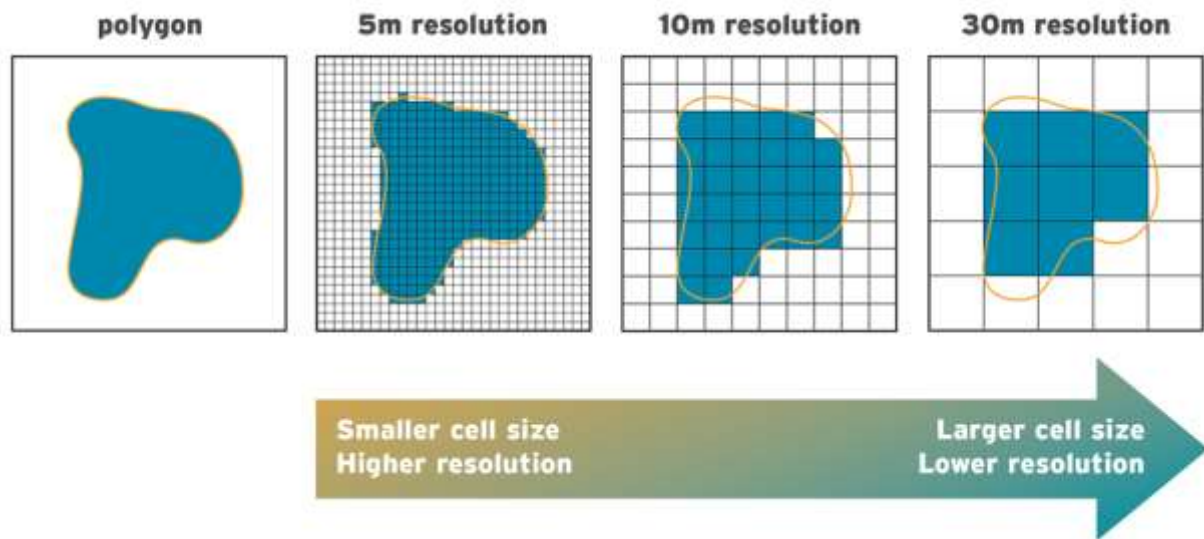 polygon
5m resolution
10m resolution
30m resolution
Smaller cell size
Higher resolution
Larger cell size
Lower resolution